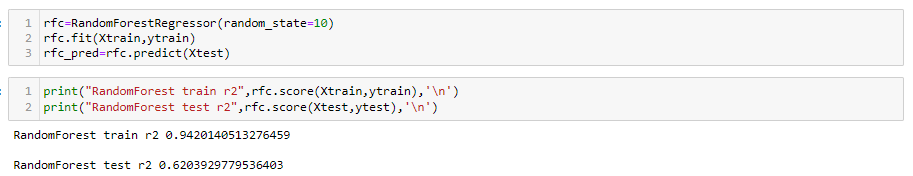 1 rfc=RandomForestRegressor(random_state=10)
2 rfc.fit(Xtrain,ytrain)
3 rfc_pred=rfc.predict(Xtest)
1 print("RandomForest train r2",rfc.score(Xtrain,ytrain),'\n')
2 print("RandomForest test r2",rfc.score(Xtest,ytest),'\n')
RandomForest train r2 0.9420140513276459
RandomForest test r2 0.6203929779536403